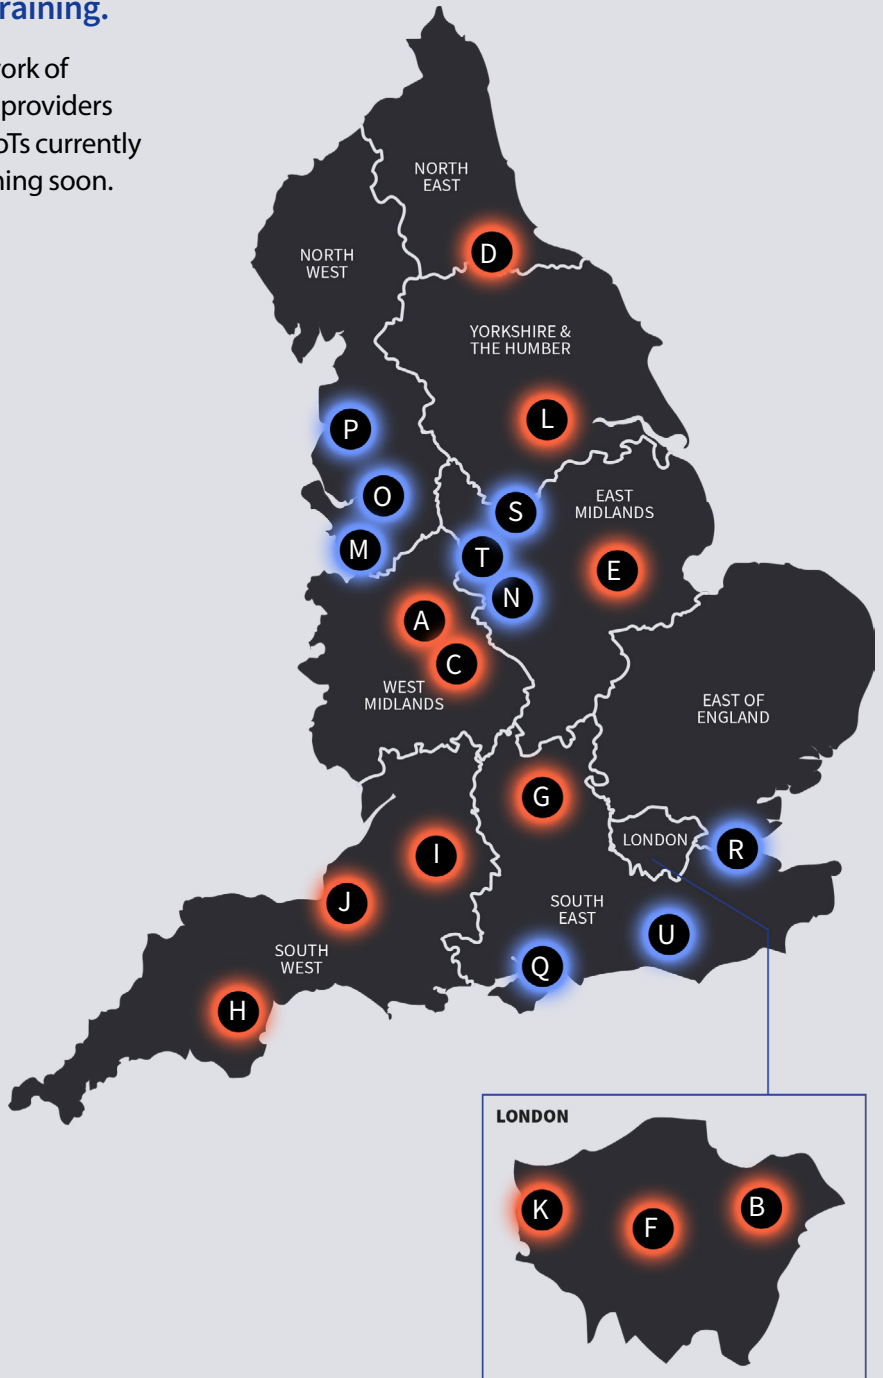 raining.
ork of
providers
oTs currently
ning soon.
NORTH
EAST
D
NORTH
WEST
YORKSHIRE &
THE HUMBER
L
P
O
S
EAST
MIDLANDS
M
T
E
N
A
C
WEST
MIDLANDS
EAST OF
ENGLAND
G
LONDON
R
I
J
SOUTH
EAST
U
SOUTH
WEST
Q
H
LONDON
K
F
B